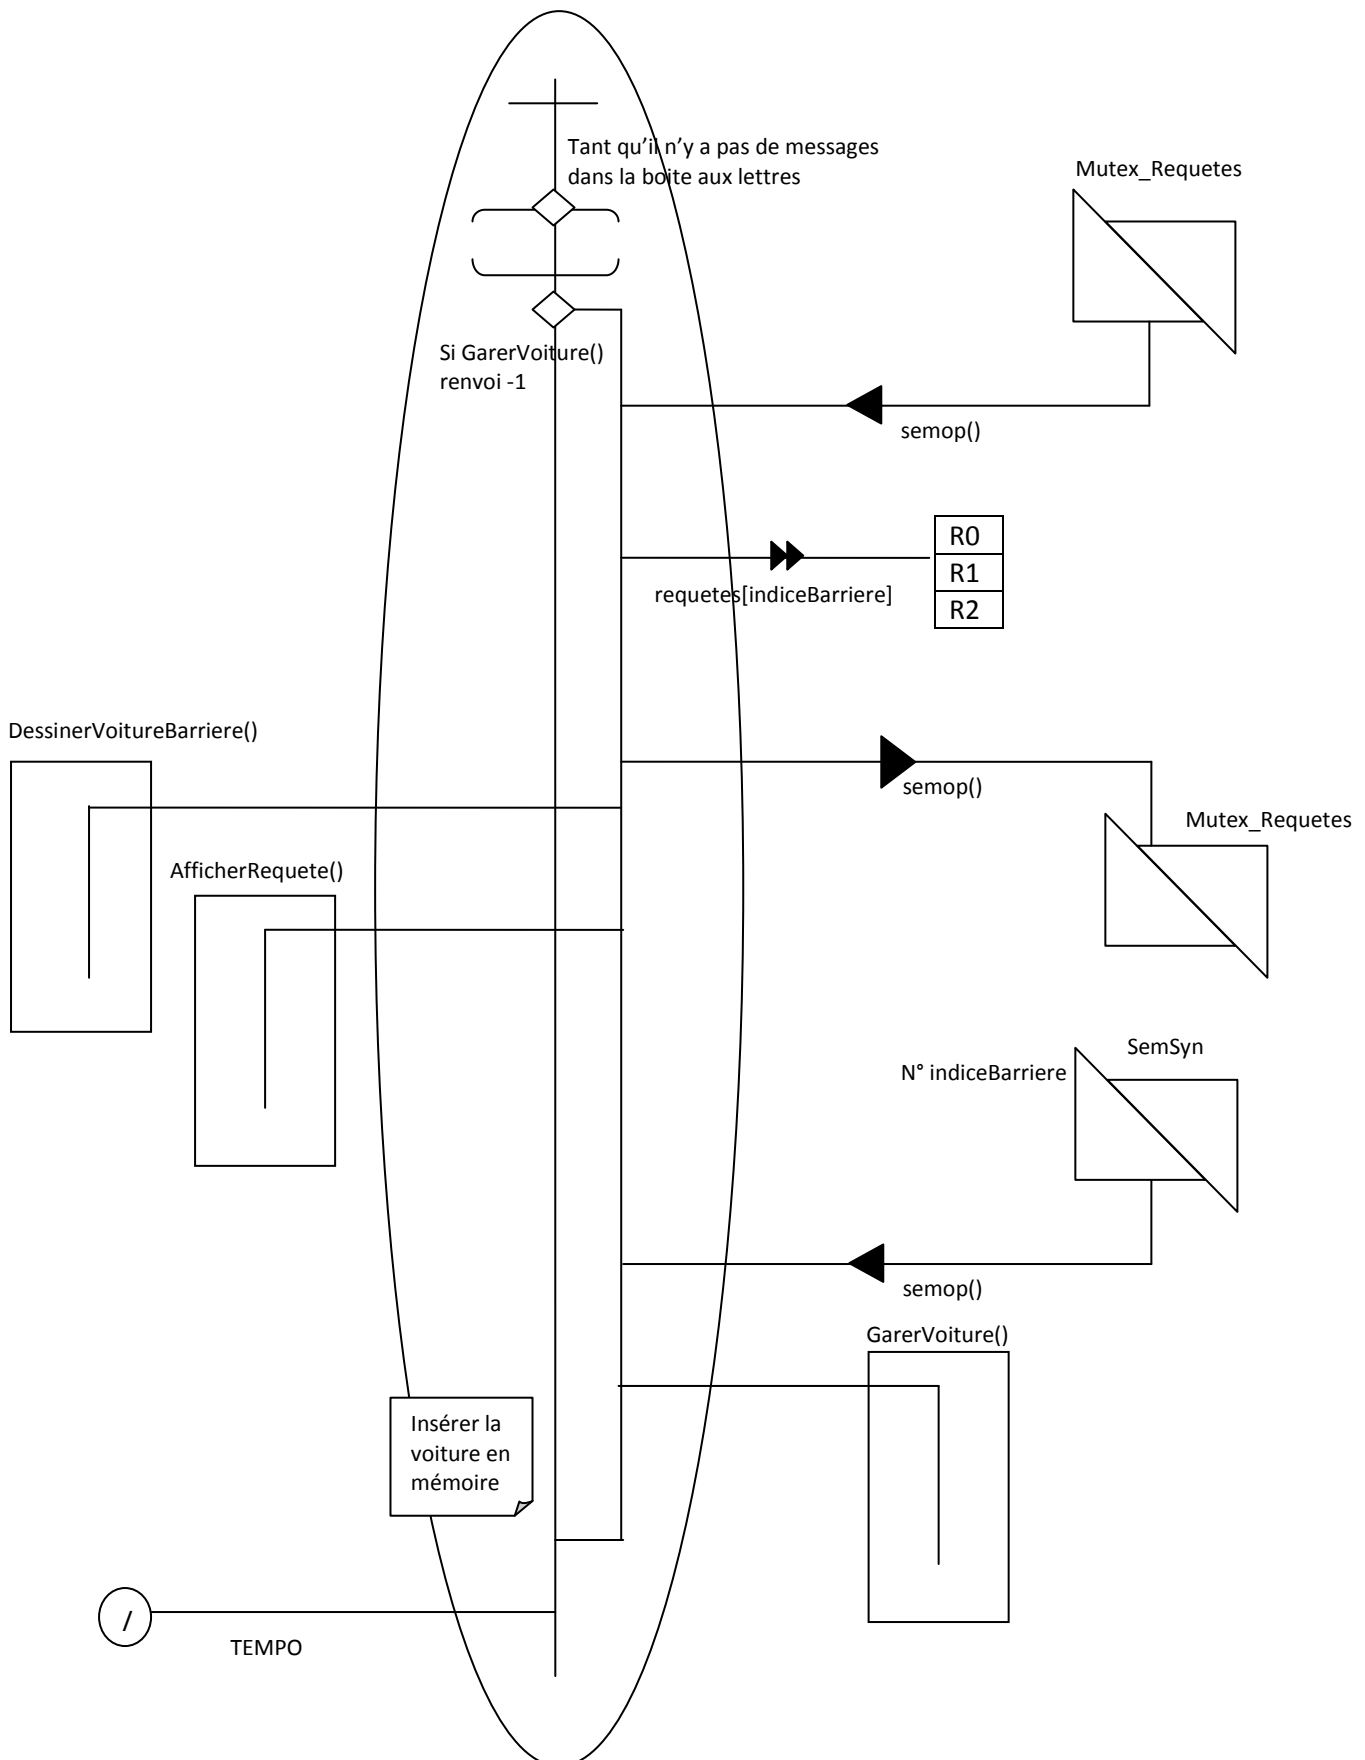 Tant qu'il n'y a pas de messages
dans la boite aux lettres
Mutex_Requetes
Si GarerVoiture()
renvoi -1
semop()
R0
R1
R2
requetes[indiceBarriere]
DessinerVoitureBarriere()
semop()
Mutex_Requetes
AfficherRequete()
SemSyn
N° indiceBarriere
semop()
GarerVoiture()
Insérer la
voiture en
mémoire
/
TEMPO